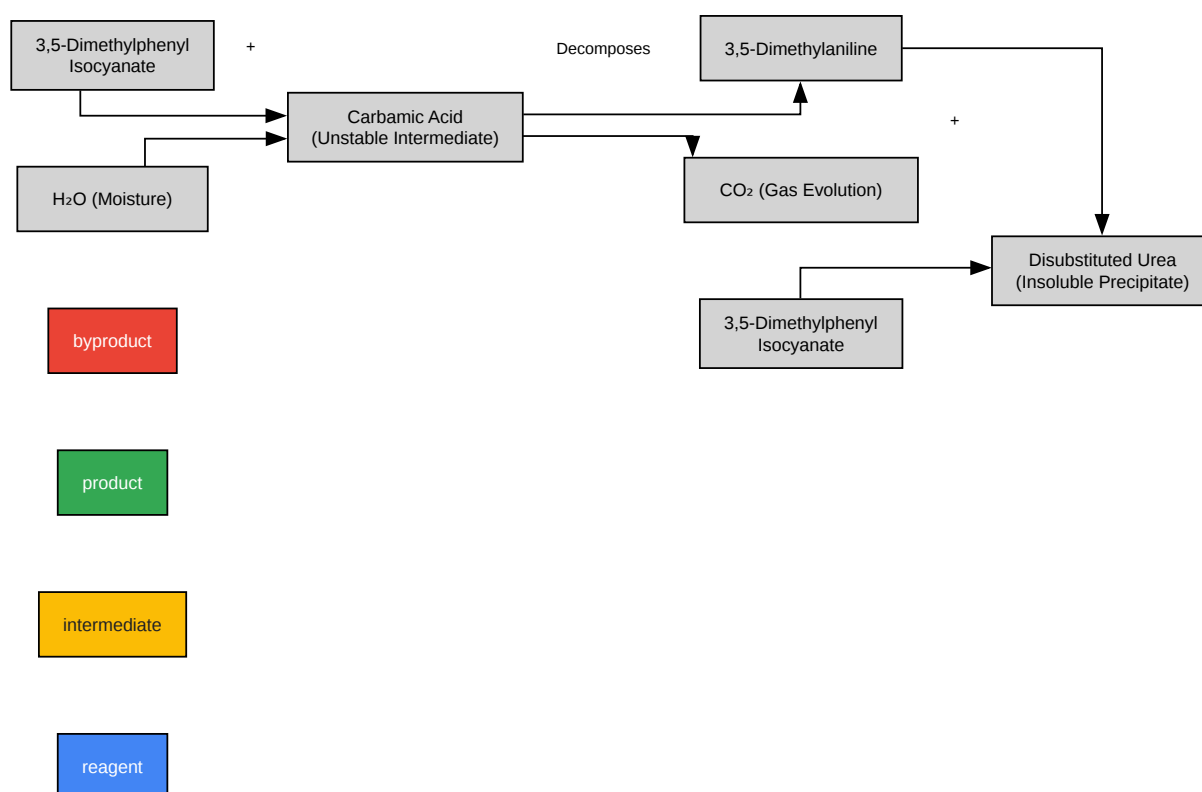 3,5-Dimethylphenyl
Isocyanate
+
Decomposes
3,5-Dimethylaniline
Carbamic Acid
(Unstable Intermediate)
+
H₂O (Moisture)
CO₂ (Gas Evolution)
Disubstituted Urea
(Insoluble Precipitate)
3,5-Dimethylphenyl
Isocyanate
byproduct
product
intermediate
reagent